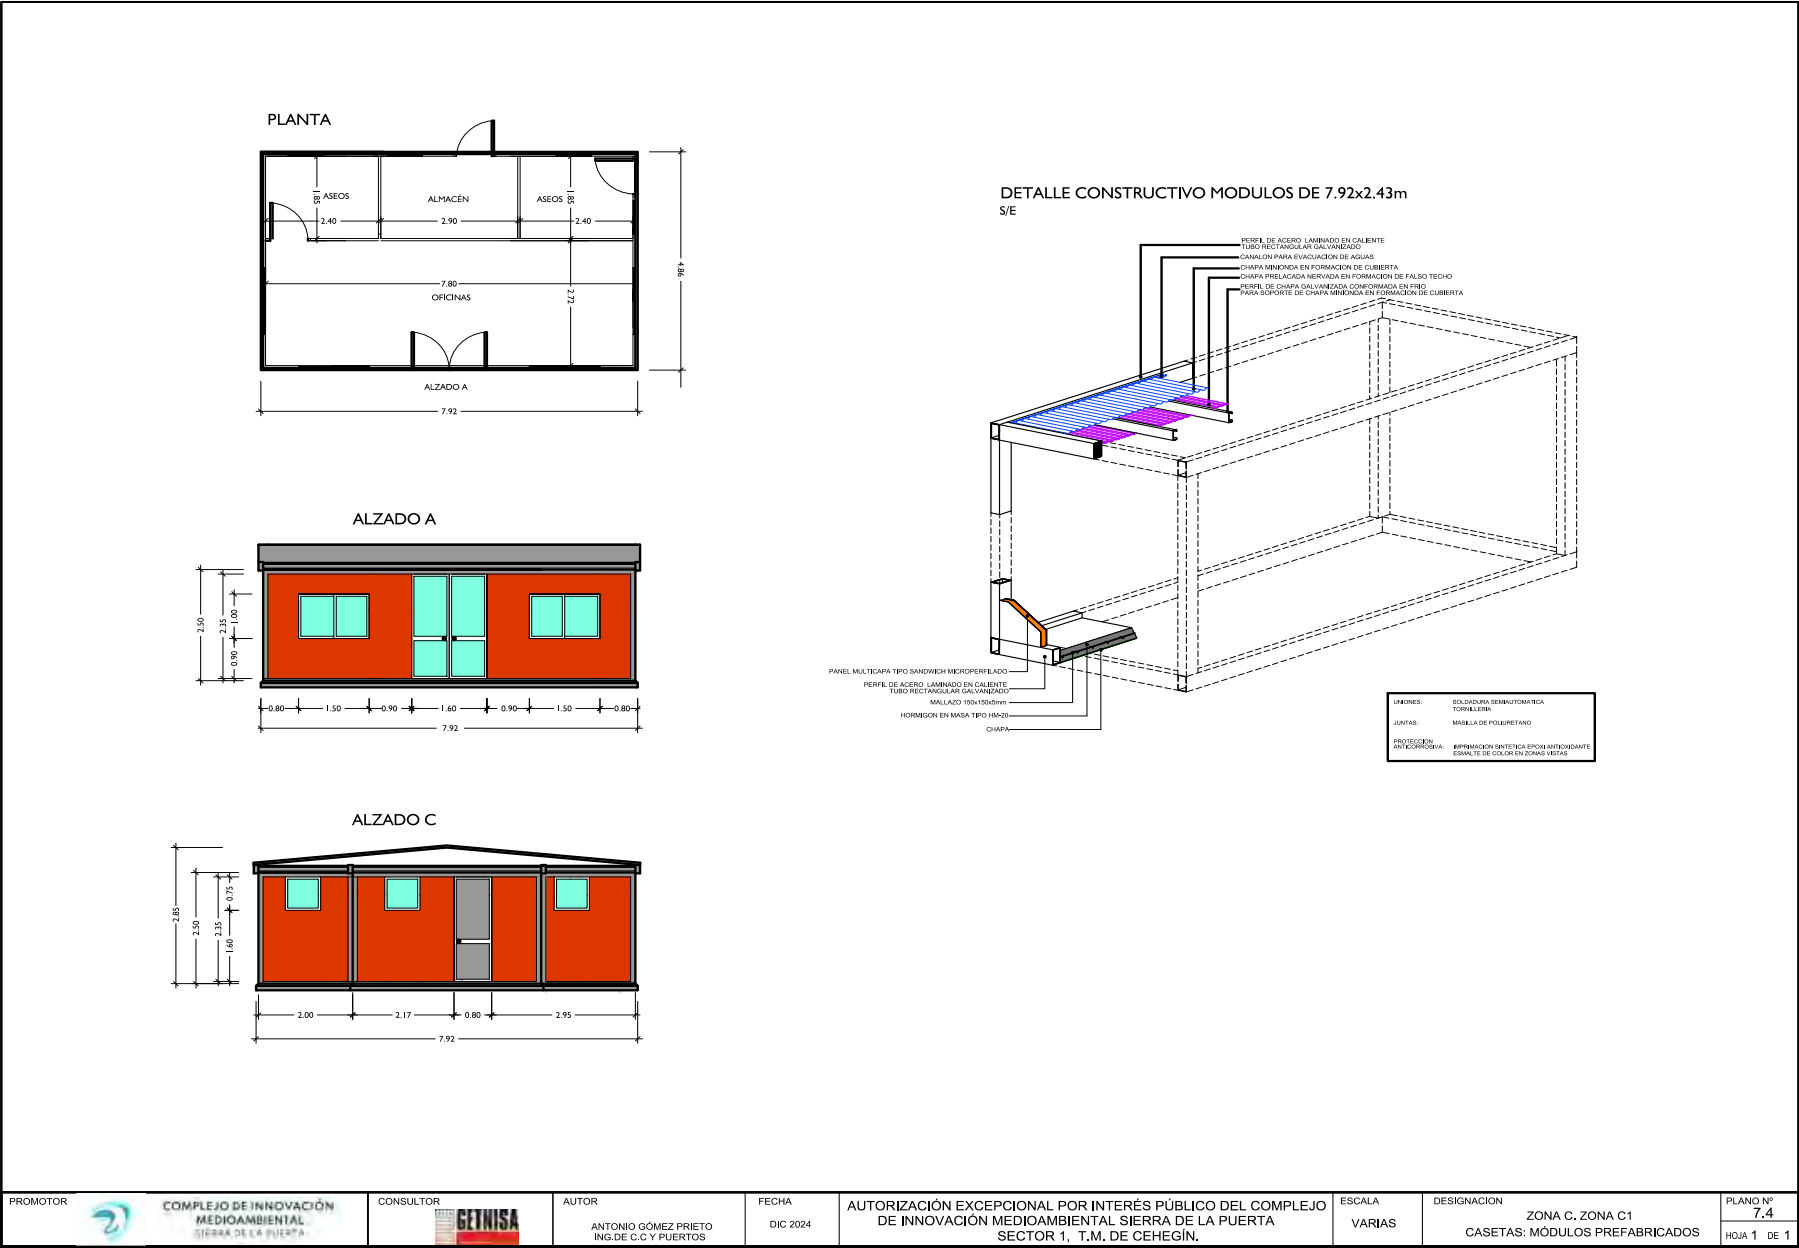 PLANTA
ASEOS
1.85
2.40
ALMACÉN
2.90
ASEOS
1.85
2.40
4.86
7.80
OFICINAS
2.72
ALZADO A
7.92
ALZADO A
2.50
2.35
1.00
0.90
0.80
1.50
0.90
1.60
0.90
1.50
0.80
7.92
ALZADO C
2.85
2.50
2.35
0.75
1.60
2.00
2.17
0.80
2.95
7.92
DETALLE CONSTRUCTIVO MODULOS DE 7.92x2.43m
S/E
PERFIL DE ACERO LAMINADO EN CALIENTE
TUBO RECTANGULAR GALVANIZADO
CANALON PARA EVACUACION DE AGUAS
CHAPA MINIONDA EN FORMACION DE CUBIERTA
CHAPA PRELACADA NERVADA EN FORMACION DE FALSO TECHO
PERFIL DE CHAPA GALVANIZADA CONFORMADA EN FRIO
PARA SOPORTE DE CHAPA MINIONDA EN FORMACION DE CUBIERTA
PANEL MULTICAPA TIPO SANDWICH MICROPERFILADO
PERFIL DE ACERO LAMINADO EN CALIENTE
TUBO RECTANGULAR GALVANIZADO
MALLAZO 150x150x5mm
HORMIGON EN MASA TIPO HM-20
CHAPA
UNIONES: SOLDADURA SEMIAUTOMATICA
TORNILLERIA
JUNTAS: MASILLA DE POLIURETANO
PROTECCION
ANTICORROSIVA: IMPRIMACION SINTETICA EPOXI ANTIOXIDANTE
ESMALTE DE COLOR EN ZONAS VISTAS
PROMOTOR
COMPLEJO DE INNOVACIÓN
MEDIOAMBIENTAL
SIERRA DE LA PUERTA
CONSULTOR
GETNISA
AUTOR
ANTONIO GÓMEZ PRIETO
ING.DE C.C Y PUERTOS
FECHA
DIC 2024
AUTORIZACIÓN EXCEPCIONAL POR INTERÉS PÚBLICO DEL COMPLEJO
DE INNOVACIÓN MEDIOAMBIENTAL SIERRA DE LA PUERTA
SECTOR 1, T.M. DE CEHEGÍN.
ESCALA
VARIAS
DESIGNACION
ZONA C. ZONA C1
CASETAS: MÓDULOS PREFABRICADOS
PLANO Nº
7.4
HOJA 1 DE 1